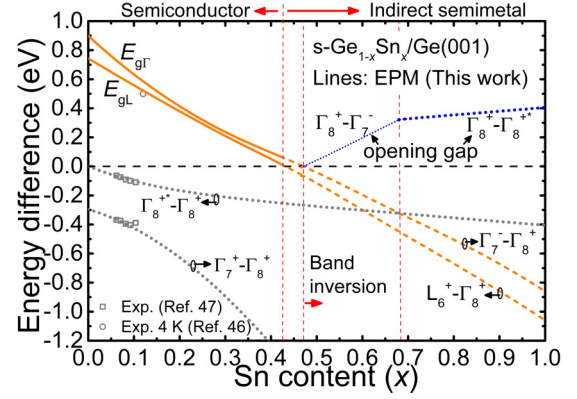 Semiconductor
Indirect semimetal
s-Ge₁₋ₓSnₓ/Ge(001)
Lines: EPM (This work)
E_gΓ
E_gL
Γ₈⁺-Γ₇⁻
Γ₈⁺-Γ₈⁺*
opening gap
Γ₈⁺*-Γ₈⁺
Γ₇⁺-Γ₈⁺
Γ₇⁻-Γ₈⁺
L₆⁺-Γ₈⁺
Band
inversion
Exp. (Ref. 47)
Exp. 4 K (Ref. 46)
Energy difference (eV)
1.0
0.8
0.6
0.4
0.2
0.0
-0.2
-0.4
-0.6
-0.8
-1.0
-1.2
0.0 0.1 0.2 0.3 0.4 0.5 0.6 0.7 0.8 0.9 1.0
Sn content (x)